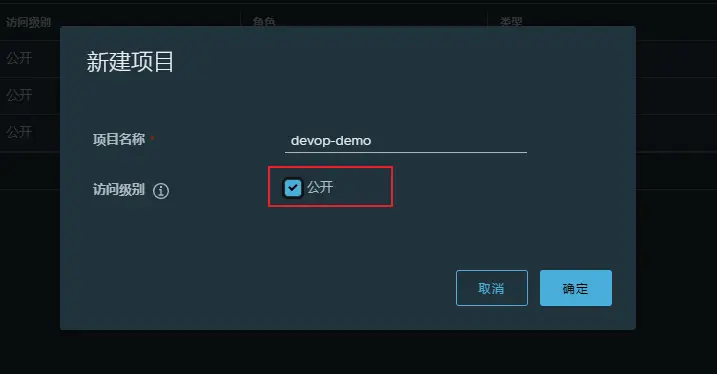 访问级别 角色 类型
公开
公开
公开
新建项目
项目名称 * devop-demo
访问级别 公开
取消 确定